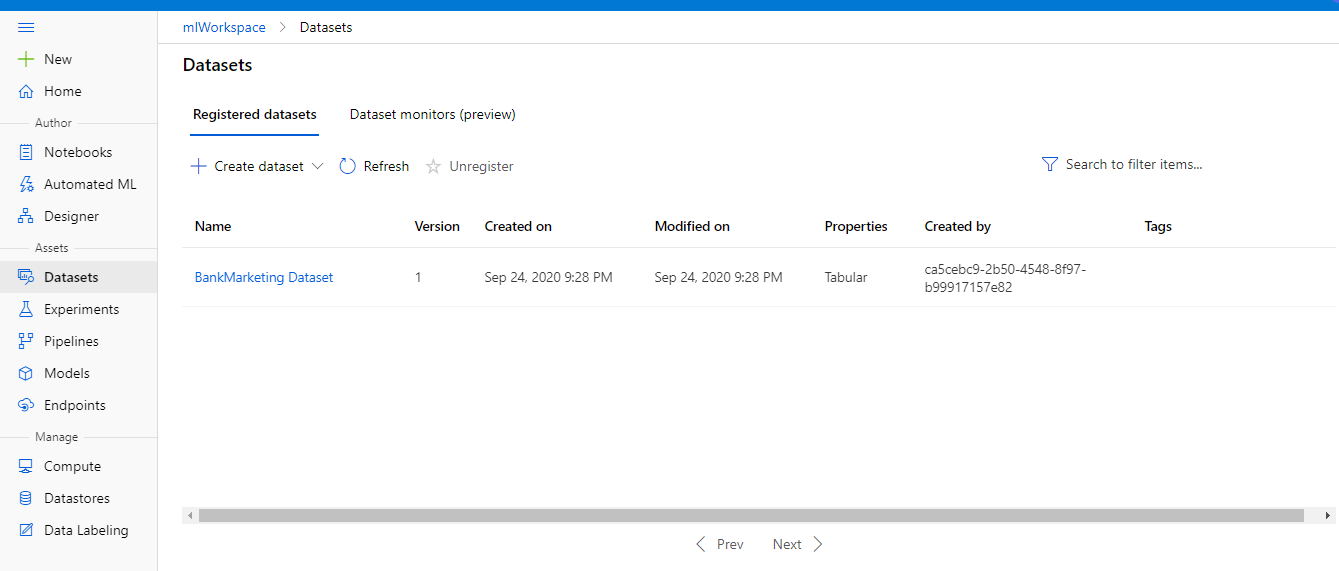 mlWorkspace > Datasets
New
Home
Author
Notebooks
Automated ML
Designer
Assets
Datasets
Experiments
Pipelines
Models
Endpoints
Manage
Compute
Datastores
Data Labeling
Datasets
Registered datasets Dataset monitors (preview)
Create dataset Refresh Unregister Search to filter items...
Name Version Created on Modified on Properties Created by Tags
BankMarketing Dataset 1 Sep 24, 2020 9:28 PM Sep 24, 2020 9:28 PM Tabular ca5cebc9-2b50-4548-8f97-
b99917157e82
Prev Next